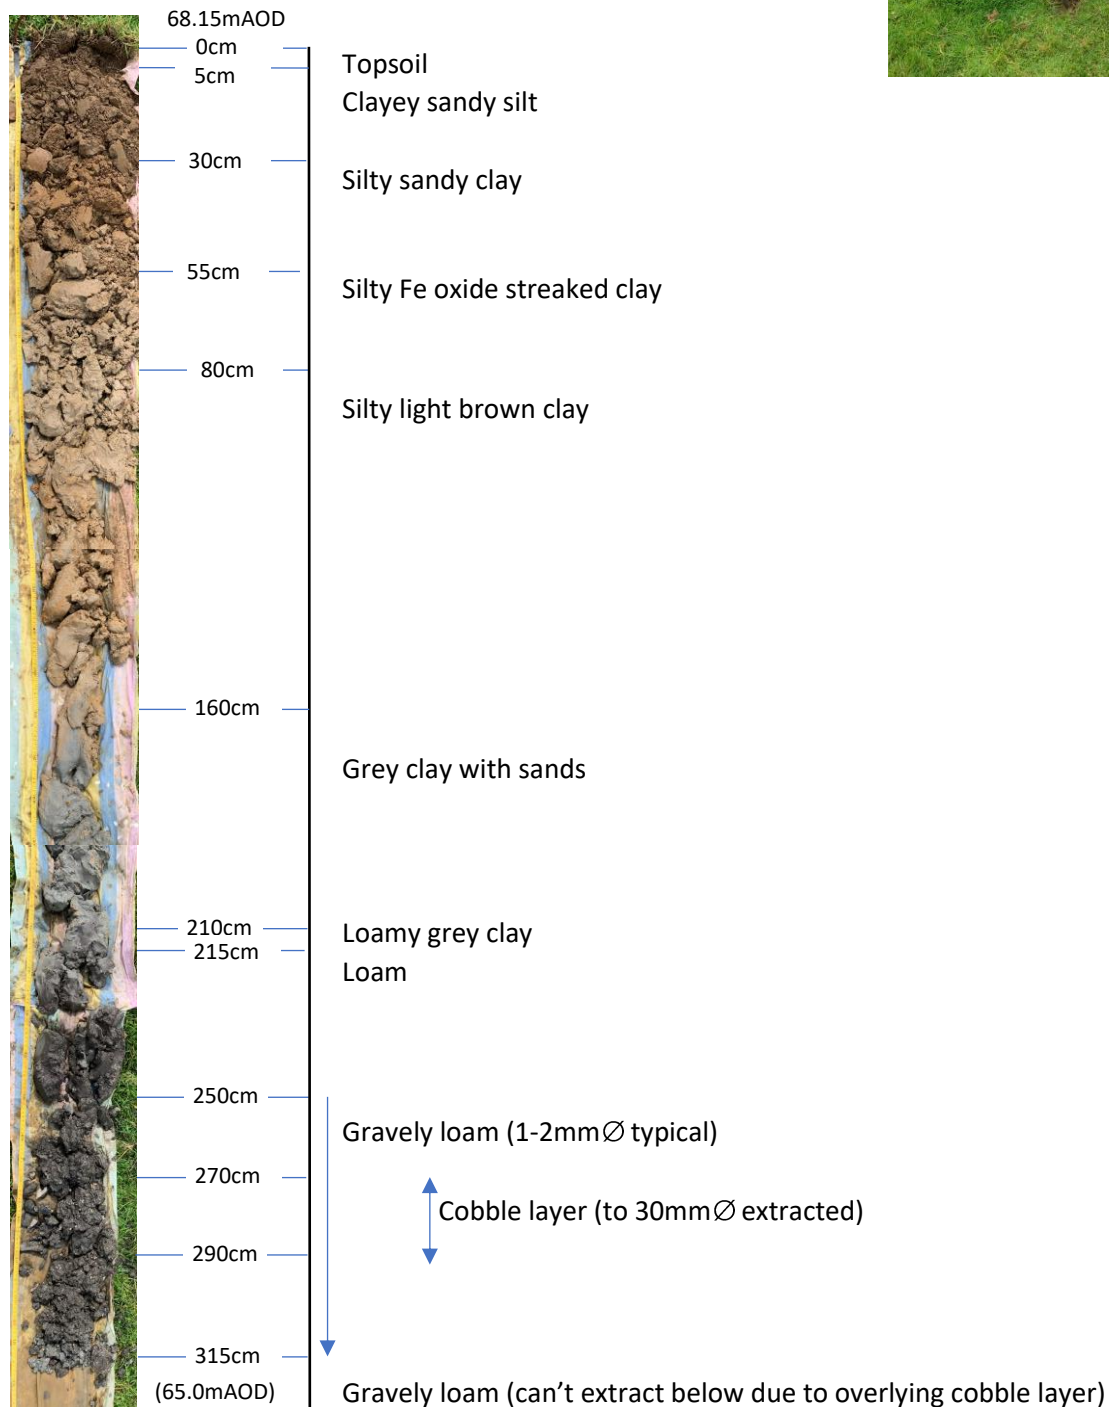 68.15mAOD
0cm
5cm
Topsoil
Clayey sandy silt
30cm
Silty sandy clay
55cm
Silty Fe oxide streaked clay
80cm
Silty light brown clay
160cm
Grey clay with sands
210cm
Loamy grey clay
215cm
Loam
250cm
Gravely loam (1-2mm∅ typical)
270cm
Cobble layer (to 30mm∅ extracted)
290cm
315cm
(65.0mAOD)
Gravely loam (can’t extract below due to overlying cobble layer)